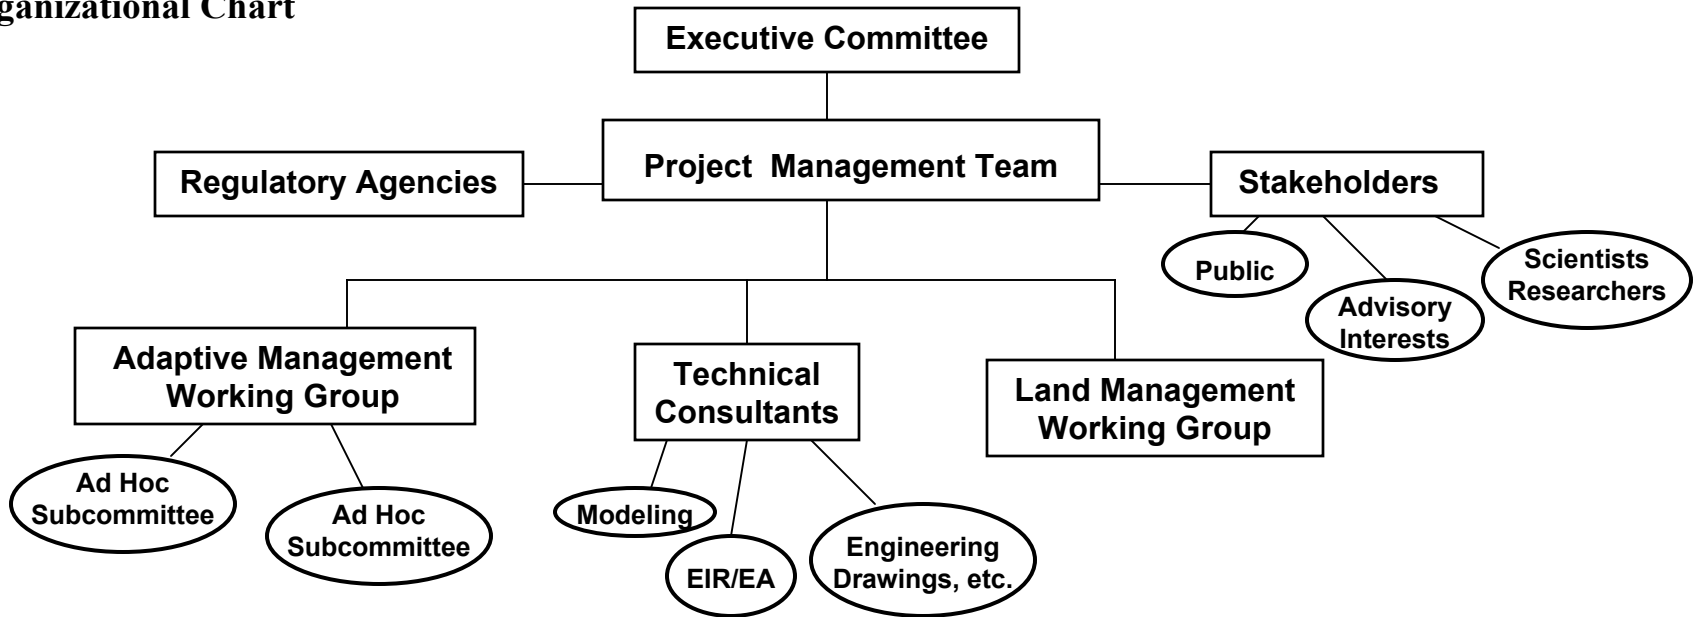 ganizational Chart
Executive Committee
Project Management Team
Regulatory Agencies
Stakeholders
Public
Advisory
Interests
Scientists
Researchers
Adaptive Management
Working Group
Technical
Consultants
Land Management
Working Group
Ad Hoc
Subcommittee
Ad Hoc
Subcommittee
Modeling
EIR/EA
Engineering
Drawings, etc.